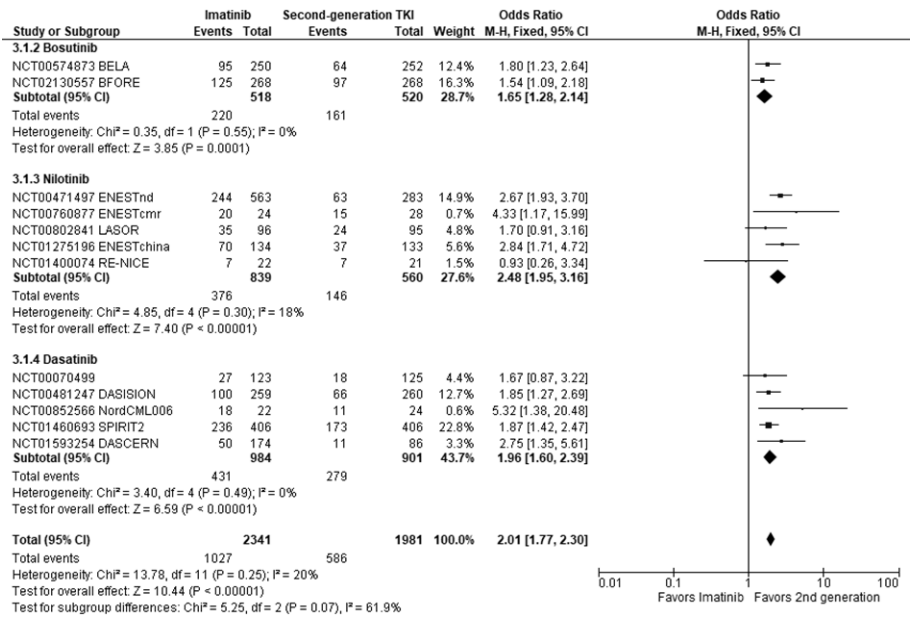 Imatinib Second-generation TKI Odds Ratio Odds Ratio
Study or Subgroup Events Total Events Total Weight M-H, Fixed, 95% CI M-H, Fixed, 95% CI
3.1.2 Bosutinib
NCT00574873 BELA 95 250 64 252 12.4% 1.80 [1.23, 2.64]
NCT02130557 BFORE 125 268 97 268 16.3% 1.54 [1.09, 2.18]
Subtotal (95% CI) 518 520 28.7% 1.65 [1.28, 2.14]
Total events 220 161
Heterogeneity: Chi² = 0.35, df = 1 (P = 0.55); I² = 0%
Test for overall effect: Z = 3.85 (P = 0.0001)
3.1.3 Nilotinib
NCT00471497 ENESTnd 244 563 63 283 14.9% 2.67 [1.93, 3.70]
NCT00760877 ENESTcmr 20 24 15 28 0.7% 4.33 [1.17, 15.99]
NCT00802841 LASOR 35 96 24 95 4.8% 1.70 [0.91, 3.16]
NCT01275196 ENESTchina 70 134 37 133 5.6% 2.84 [1.71, 4.72]
NCT01400074 RE-NICE 7 22 7 21 1.5% 0.93 [0.26, 3.34]
Subtotal (95% CI) 839 560 27.6% 2.48 [1.95, 3.16]
Total events 376 146
Heterogeneity: Chi² = 4.85, df = 4 (P = 0.30); I² = 18%
Test for overall effect: Z = 7.40 (P < 0.00001)
3.1.4 Dasatinib
NCT00070499 27 123 18 125 4.4% 1.67 [0.87, 3.22]
NCT00481247 DASISION 100 259 66 260 12.7% 1.85 [1.27, 2.69]
NCT00852566 NordCML006 18 22 11 24 0.6% 5.32 [1.38, 20.48]
NCT01460693 SPIRIT2 236 406 173 406 22.8% 1.87 [1.42, 2.47]
NCT01593254 DASCERN 50 174 11 86 3.3% 2.75 [1.35, 5.61]
Subtotal (95% CI) 984 901 43.7% 1.96 [1.60, 2.39]
Total events 431 279
Heterogeneity: Chi² = 3.40, df = 4 (P = 0.49); I² = 0%
Test for overall effect: Z = 6.59 (P < 0.00001)
Total (95% CI) 2341 1981 100.0% 2.01 [1.77, 2.30]
Total events 1027 586
Heterogeneity: Chi² = 13.78, df = 11 (P = 0.25); I² = 20%
Test for overall effect: Z = 10.44 (P < 0.00001)
Test for subgroup differences: Chi² = 5.25, df = 2 (P = 0.07), I² = 61.9%
0.01 0.1 1 10 100
Favors Imatinib Favors 2nd generation